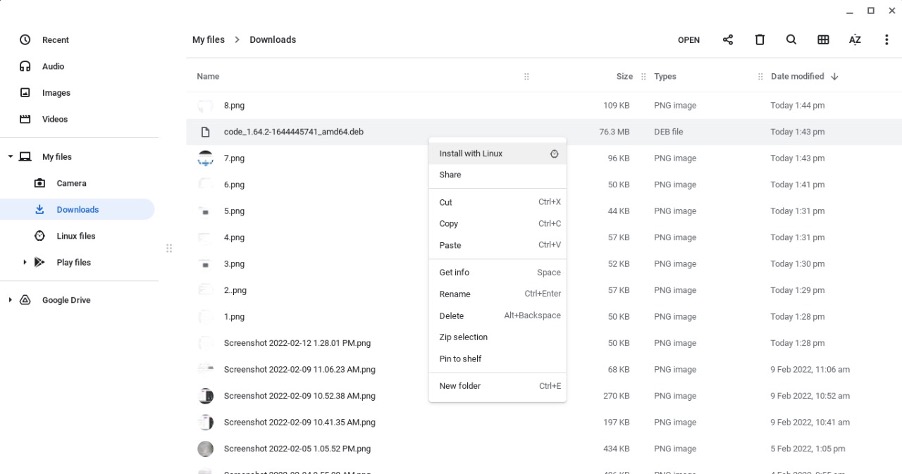 Recent
Audio
Images
Videos
My files
Camera
Downloads
Linux files
Play files
Google Drive
My files Downloads OPEN AZ
Name Size Types Date modified
8.png 109 KB PNG image Today 1:44 pm
code_1.64.2-1644445741_amd64.deb 76.3 MB DEB file Today 1:43 pm
7.png 96 KB PNG image Today 1:43 pm
6.png 50 KB PNG image Today 1:41 pm
5.png 44 KB PNG image Today 1:31 pm
4.png 57 KB PNG image Today 1:31 pm
3.png 52 KB PNG image Today 1:30 pm
2..png 57 KB PNG image Today 1:29 pm
1.png 50 KB PNG image Today 1:28 pm
Screenshot 2022-02-12 1.28.01 PM.png 50 KB PNG image Today 1:28 pm
Screenshot 2022-02-09 11.06.23 AM.png 68 KB PNG image 9 Feb 2022, 11:06 am
Screenshot 2022-02-09 10.52.38 AM.png 270 KB PNG image 9 Feb 2022, 10:52 am
Screenshot 2022-02-09 10.41.35 AM.png 197 KB PNG image 9 Feb 2022, 10:41 am
Screenshot 2022-02-05 1.05.52 PM.png 434 KB PNG image 5 Feb 2022, 1:05 pm
Install with Linux
Share
Cut Ctrl+X
Copy Ctrl+C
Paste Ctrl+V
Get info Space
Rename Ctrl+Enter
Delete Alt+Backspace
Zip selection
Pin to shelf
New folder Ctrl+E